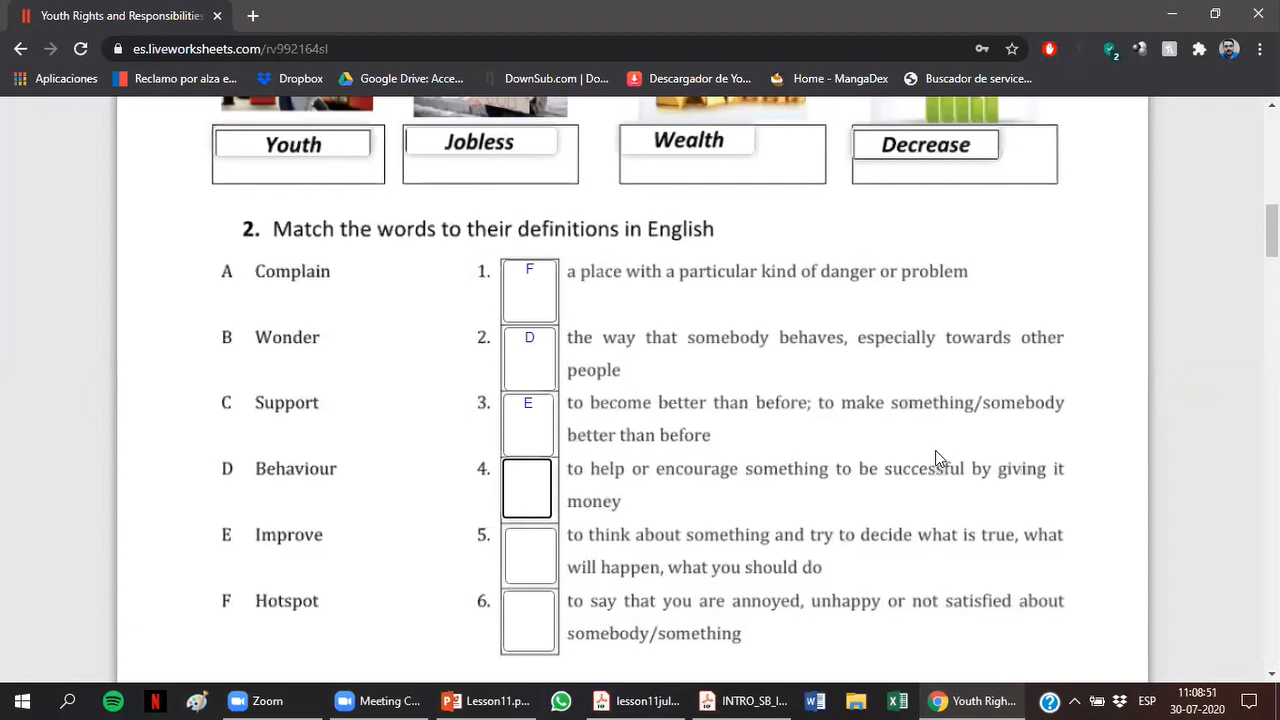 Youth Rights and Responsibilities
es.liveworksheets.com/rv992164sl
Aplicaciones Reclamo por alza e... Dropbox Google Drive: Acce... DownSub.com | Do... Descargador de Yo... Home - MangaDex Buscador de servic...
Youth Jobless Wealth Decrease
2. Match the words to their definitions in English
A Complain 1. F a place with a particular kind of danger or problem
B Wonder 2. D the way that somebody behaves, especially towards other
people
C Support 3. E to become better than before; to make something/somebody
better than before
D Behaviour 4. to help or encourage something to be successful by giving it
money
E Improve 5. to think about something and try to decide what is true, what
will happen, what you should do
F Hotspot 6. to say that you are annoyed, unhappy or not satisfied about
somebody/something
Zoom Meeting C... Lesson11.p... lesson11jul... INTRO_SB_I... Youth Righ... ESP 11:08:51
30-07-2020